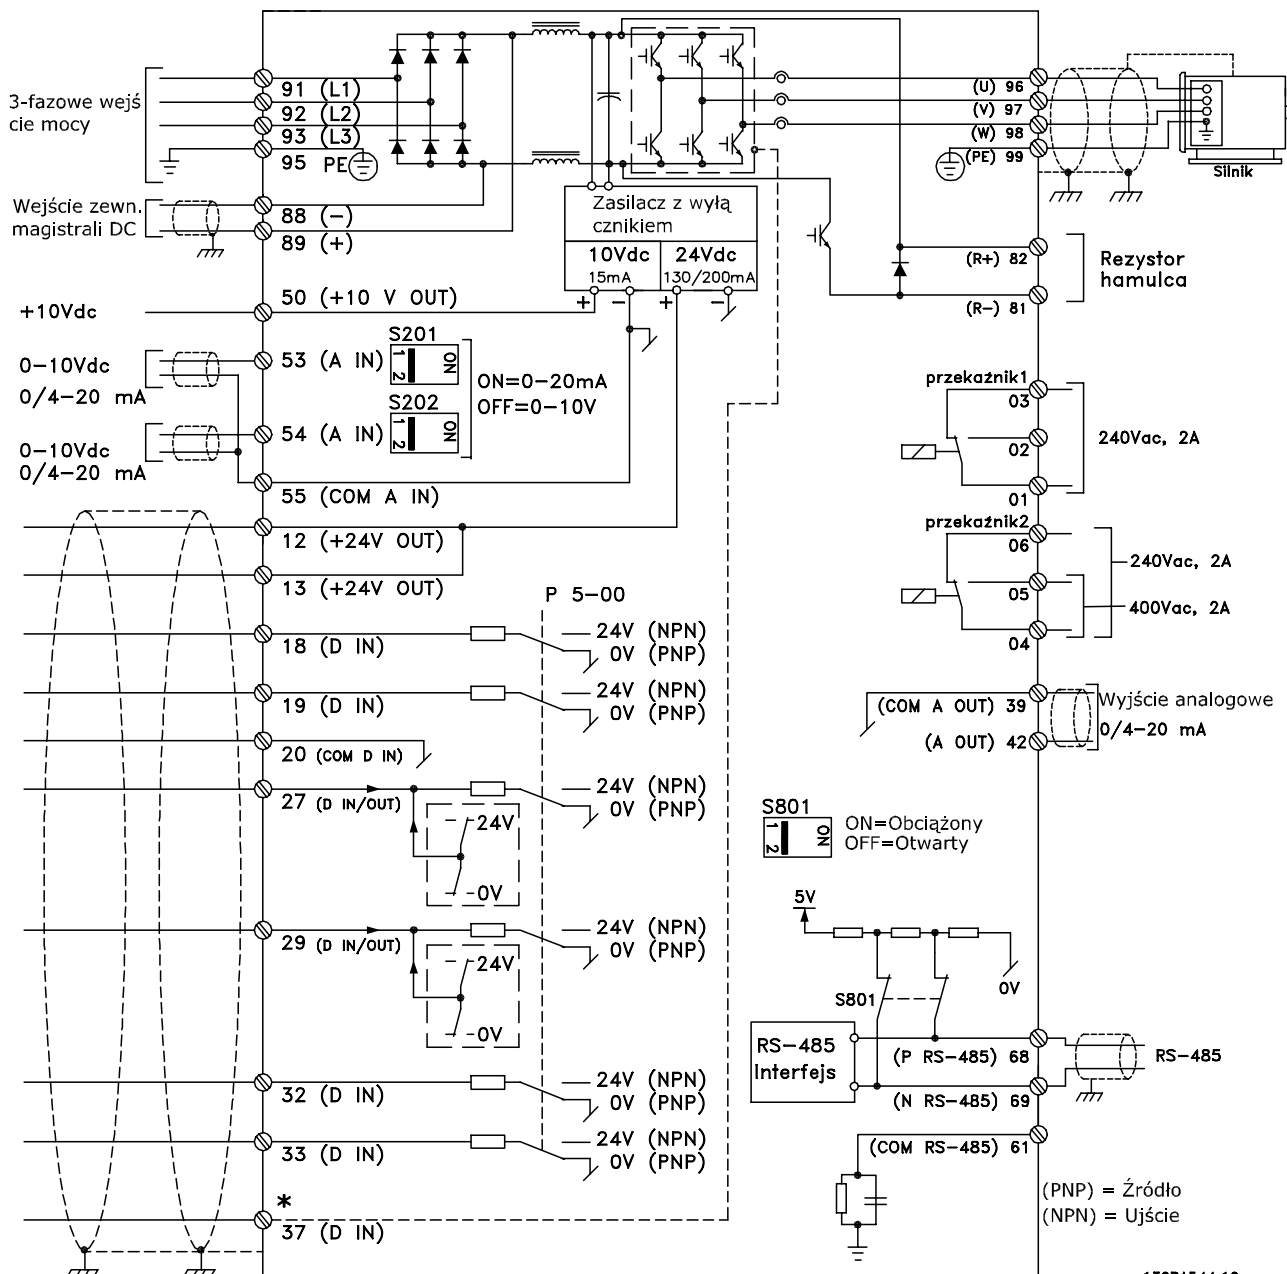 3-fazowe wejś
cie mocy
91 (L1)
92 (L2)
93 (L3)
95 PE
Wejście zewn.
magistrali DC
88 (−)
89 (+)
+10Vdc
50 (+10 V OUT)
0−10Vdc
0/4−20 mA
53 (A IN)
S201
1 2
ON
0−10Vdc
0/4−20 mA
54 (A IN)
S202
1 2
ON
ON=0−20mA
OFF=0−10V
55 (COM A IN)
12 (+24V OUT)
13 (+24V OUT)
P 5-00
18 (D IN)
24V (NPN)
0V (PNP)
19 (D IN)
24V (NPN)
0V (PNP)
20 (COM D IN)
27 (D IN/OUT)
24V (NPN)
0V (PNP)
24V
0V
29 (D IN/OUT)
24V (NPN)
0V (PNP)
24V
0V
32 (D IN)
24V (NPN)
0V (PNP)
33 (D IN)
24V (NPN)
0V (PNP)
*
37 (D IN)
Zasilacz z wyłą
cznikiem
10Vdc
15mA
24Vdc
130/200mA
+ − + −
(U) 96
(V) 97
(W) 98
(PE) 99
Silnik
(R+) 82
(R−) 81
Rezystor
hamulca
przekaźnik1
03
02
01
240Vac, 2A
przekaźnik2
06
05
04
240Vac, 2A
400Vac, 2A
(COM A OUT) 39
(A OUT) 42
Wyjście analogowe
0/4−20 mA
S801
1 2
ON
ON=Obciążony
OFF=Otwarty
5V
0V
S801
RS−485
Interfejs
(P RS−485) 68
(N RS−485) 69
RS−485
(COM RS−485) 61
(PNP) = Źródło
(NPN) = Ujście